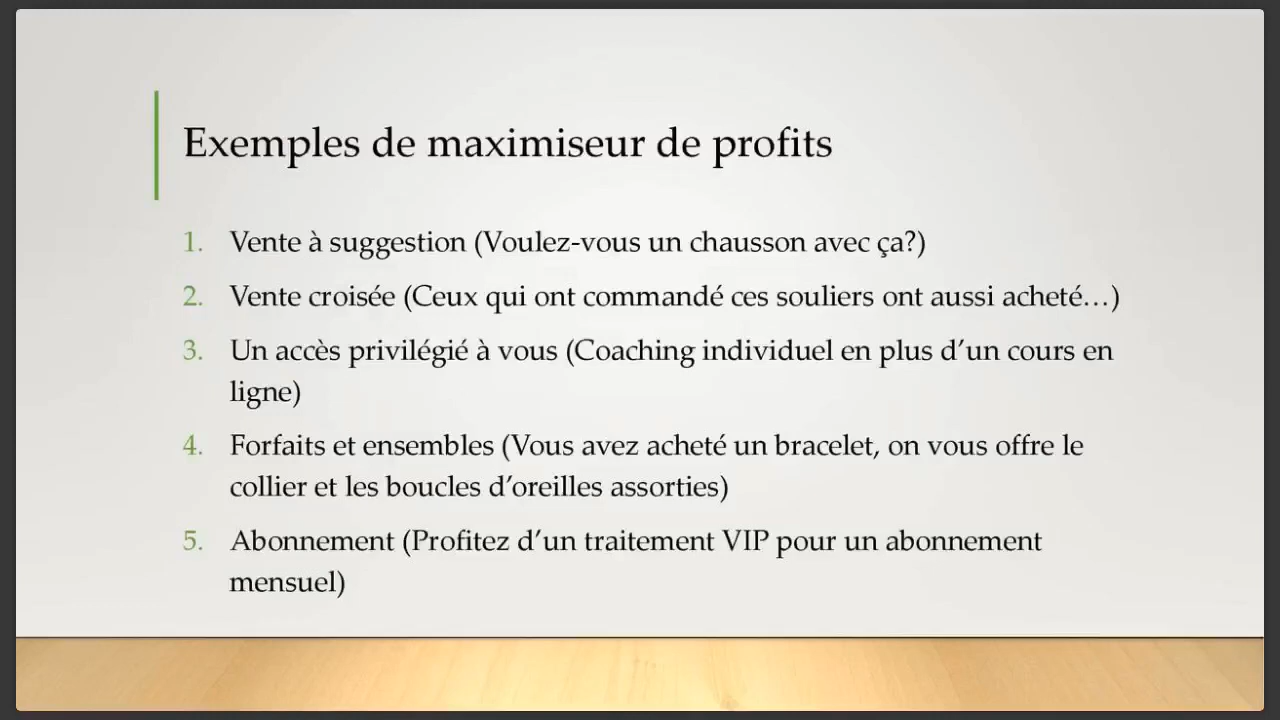 Exemples de maximiseur de profits
1. Vente à suggestion (Voulez-vous un chausson avec ça?)
2. Vente croisée (Ceux qui ont commandé ces souliers ont aussi acheté…)
3. Un accès privilégié à vous (Coaching individuel en plus d’un cours en
ligne)
4. Forfaits et ensembles (Vous avez acheté un bracelet, on vous offre le
collier et les boucles d’oreilles assorties)
5. Abonnement (Profitez d’un traitement VIP pour un abonnement
mensuel)